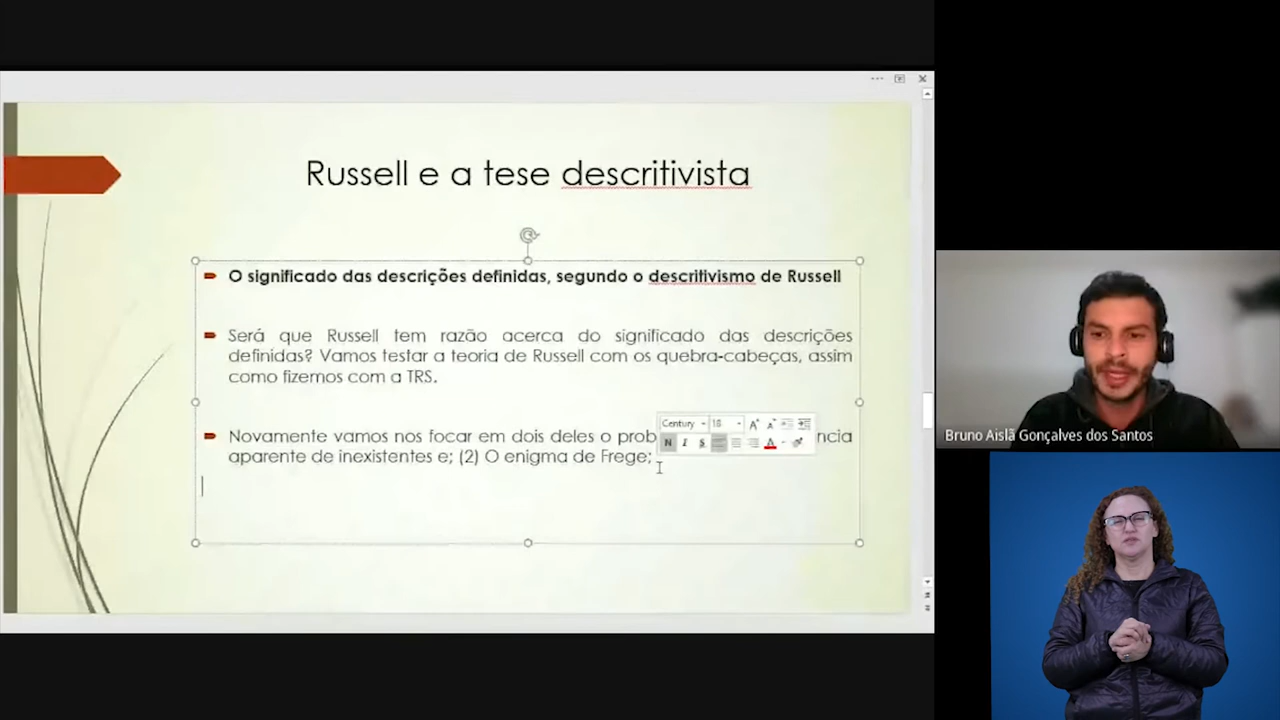 Russell e a tese descritivista
O significado das descrições definidas, segundo o descritivismo de Russell
Será que Russell tem razão acerca do significado das descrições
definidas? Vamos testar a teoria de Russell com os quebra-cabeças, assim
como fizemos com a TRS.
Century 18
Novamente vamos nos focar em dois deles o prob ncia
N I S A
aparente de inexistentes e; (2) O enigma de Frege;
Bruno Aislã Gonçalves dos Santos